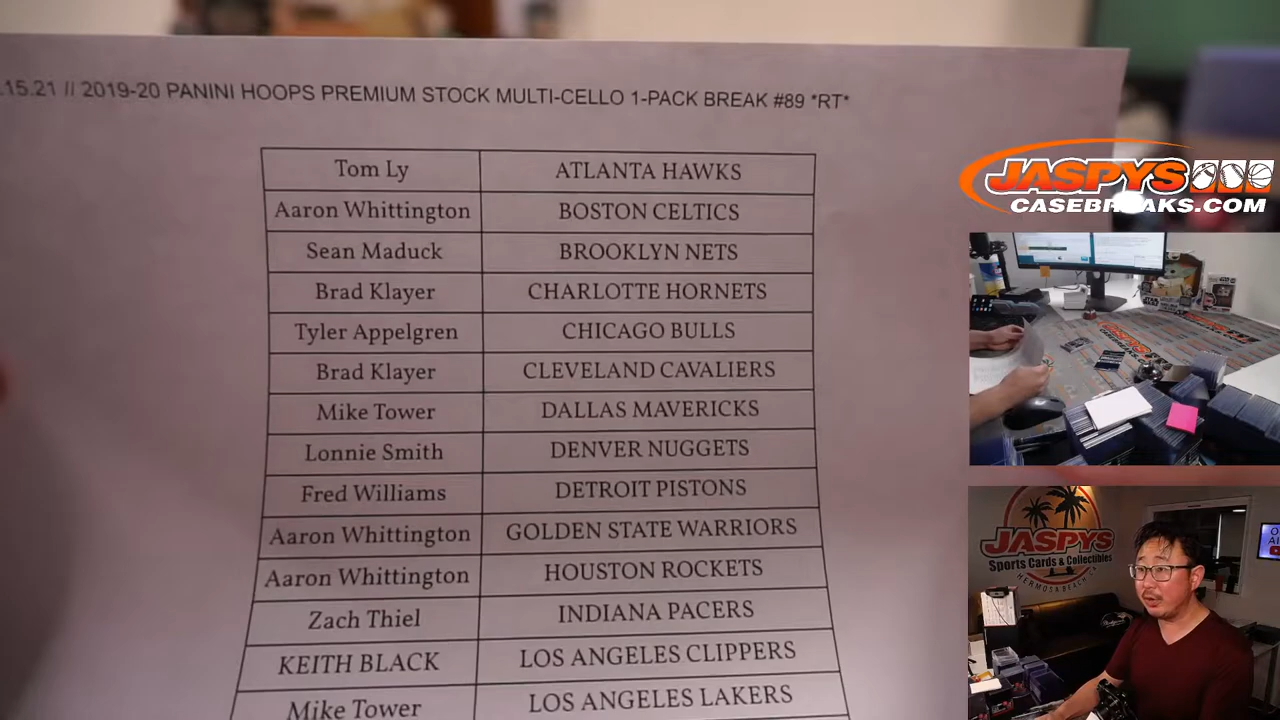 .15.21 // 2019-20 PANINI HOOPS PREMIUM STOCK MULTI-CELLO 1-PACK BREAK #89 *RT*
Tom Ly ATLANTA HAWKS
Aaron Whittington BOSTON CELTICS
Sean Maduck BROOKLYN NETS
Brad Klayer CHARLOTTE HORNETS
Tyler Appelgren CHICAGO BULLS
Brad Klayer CLEVELAND CAVALIERS
Mike Tower DALLAS MAVERICKS
Lonnie Smith DENVER NUGGETS
Fred Williams DETROIT PISTONS
Aaron Whittington GOLDEN STATE WARRIORS
Aaron Whittington HOUSTON ROCKETS
Zach Thiel INDIANA PACERS
KEITH BLACK LOS ANGELES CLIPPERS
Mike Tower LOS ANGELES LAKERS
JASPYS
CASEBREAKS.COM
JASPYS
Sports Cards & Collectibles
HERMOSA BEACH, CA